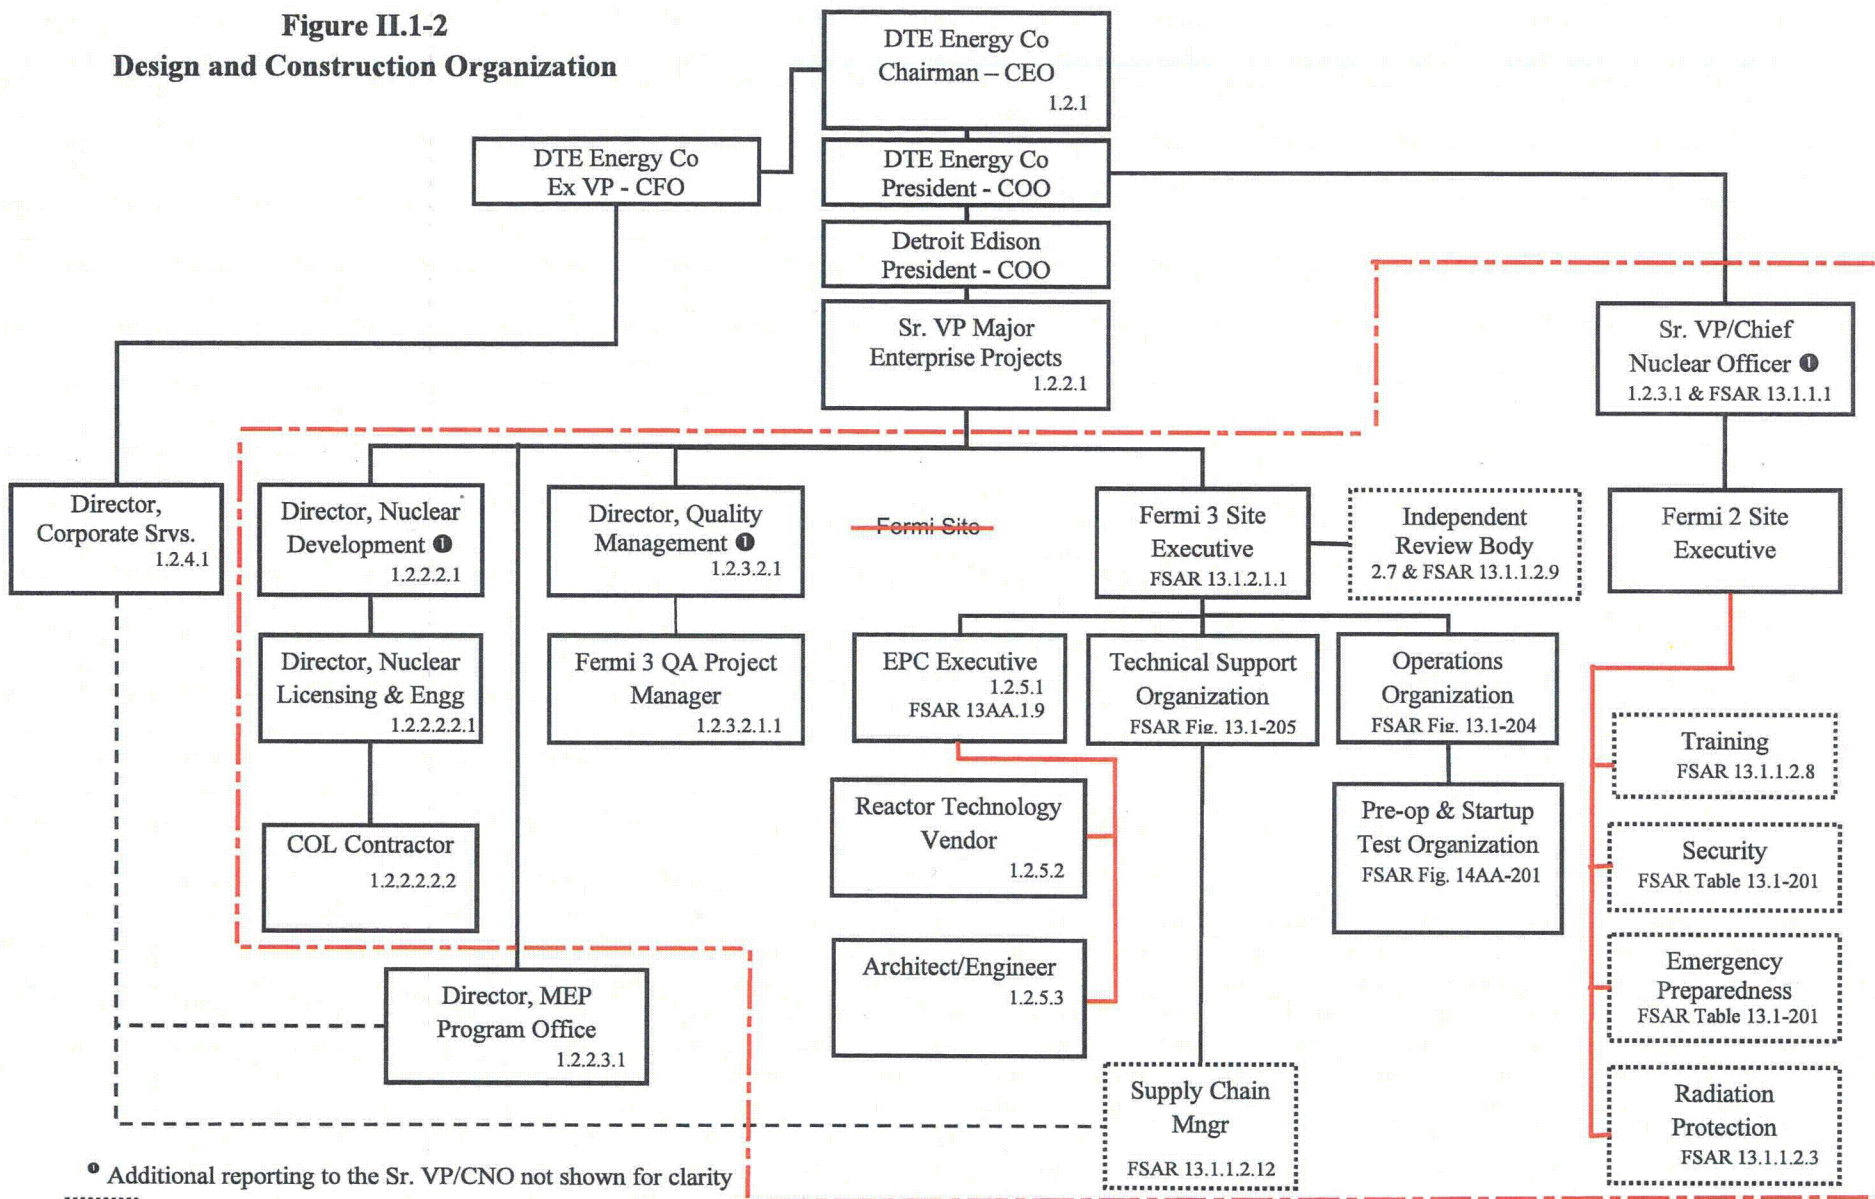 Figure II.1-2
Design and Construction Organization
DTE Energy Co
Chairman – CEO
1.2.1
DTE Energy Co
Ex VP - CFO
DTE Energy Co
President - COO
Detroit Edison
President - COO
Sr. VP Major
Enterprise Projects
1.2.2.1
Sr. VP/Chief
Nuclear Officer ❶
1.2.3.1 & FSAR 13.1.1.1
Director,
Corporate Srvs.
1.2.4.1
Director, Nuclear
Development ❶
1.2.2.2.1
Director, Quality
Management ❶
1.2.3.2.1
Fermi Site
Fermi 3 Site
Executive
FSAR 13.1.2.1.1
Independent
Review Body
2.7 & FSAR 13.1.1.2.9
Fermi 2 Site
Executive
Director, Nuclear
Licensing & Engg
1.2.2.2.2.1
Fermi 3 QA Project
Manager
1.2.3.2.1.1
EPC Executive
1.2.5.1
FSAR 13AA.1.9
Technical Support
Organization
FSAR Fig. 13.1-205
Operations
Organization
FSAR Fig. 13.1-204
Training
FSAR 13.1.1.2.8
COL Contractor
1.2.2.2.2.2
Reactor Technology
Vendor
1.2.5.2
Pre-op & Startup
Test Organization
FSAR Fig. 14AA-201
Security
FSAR Table 13.1-201
Director, MEP
Program Office
1.2.2.3.1
Architect/Engineer
1.2.5.3
Emergency
Preparedness
FSAR Table 13.1-201
Supply Chain
Mngr
FSAR 13.1.1.2.12
Radiation
Protection
FSAR 13.1.1.2.3
❶ Additional reporting to the Sr. VP/CNO not shown for clarity